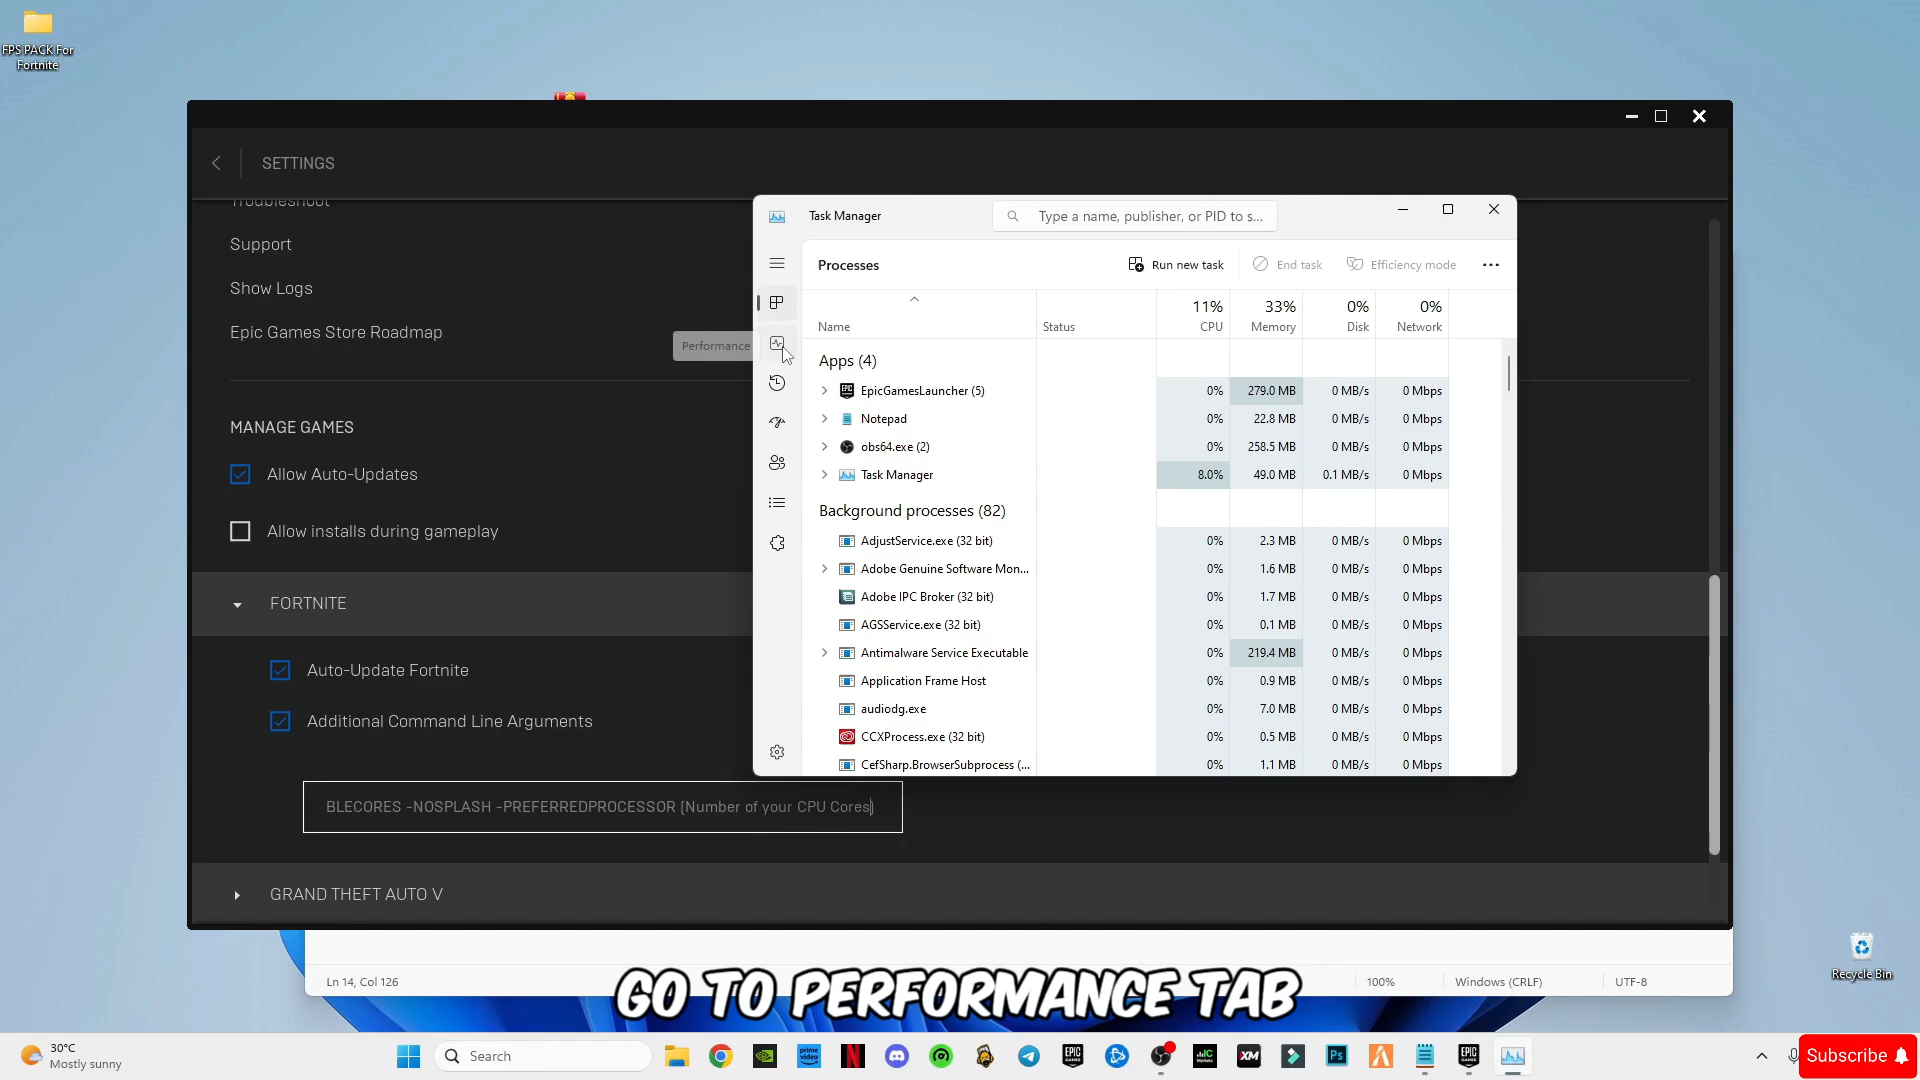 FPS PACK For
Fortnite
SETTINGS
Troubleshoot
Support
Show Logs
Epic Games Store Roadmap
MANAGE GAMES
Allow Auto-Updates
Allow installs during gameplay
FORTNITE
Auto-Update Fortnite
Additional Command Line Arguments
BLECORES -NOSPLASH -PREFERREDPROCESSOR (Number of your CPU Cores)
GRAND THEFT AUTO V
Performance
Task Manager
Type a name, publisher, or PID to s...
Processes
Run new task
End task
Efficiency mode
11% 33% 0% 0%
Name Status CPU Memory Disk Network
Apps (4)
EpicGamesLauncher (5) 0% 279.0 MB 0 MB/s 0 Mbps
Notepad 0% 22.8 MB 0 MB/s 0 Mbps
obs64.exe (2) 0% 258.5 MB 0 MB/s 0 Mbps
Task Manager 8.0% 49.0 MB 0.1 MB/s 0 Mbps
Background processes (82)
AdjustService.exe (32 bit) 0% 2.3 MB 0 MB/s 0 Mbps
Adobe Genuine Software Mon... 0% 1.6 MB 0 MB/s 0 Mbps
Adobe IPC Broker (32 bit) 0% 1.7 MB 0 MB/s 0 Mbps
AGSService.exe (32 bit) 0% 0.1 MB 0 MB/s 0 Mbps
Antimalware Service Executable 0% 219.4 MB 0 MB/s 0 Mbps
Application Frame Host 0% 0.9 MB 0 MB/s 0 Mbps
audiodg.exe 0% 7.0 MB 0 MB/s 0 Mbps
CCXProcess.exe (32 bit) 0% 0.5 MB 0 MB/s 0 Mbps
CefSharp.BrowserSubprocess (... 0% 1.1 MB 0 MB/s 0 Mbps
Ln 14, Col 126
100%
Windows (CRLF)
UTF-8
GO TO PERFORMANCE TAB
Recycle Bin
30°C
Mostly sunny
Search
prime video
N
EPIC GAMES
IC Markets
XM
Ps
EPIC GAMES
Subscribe